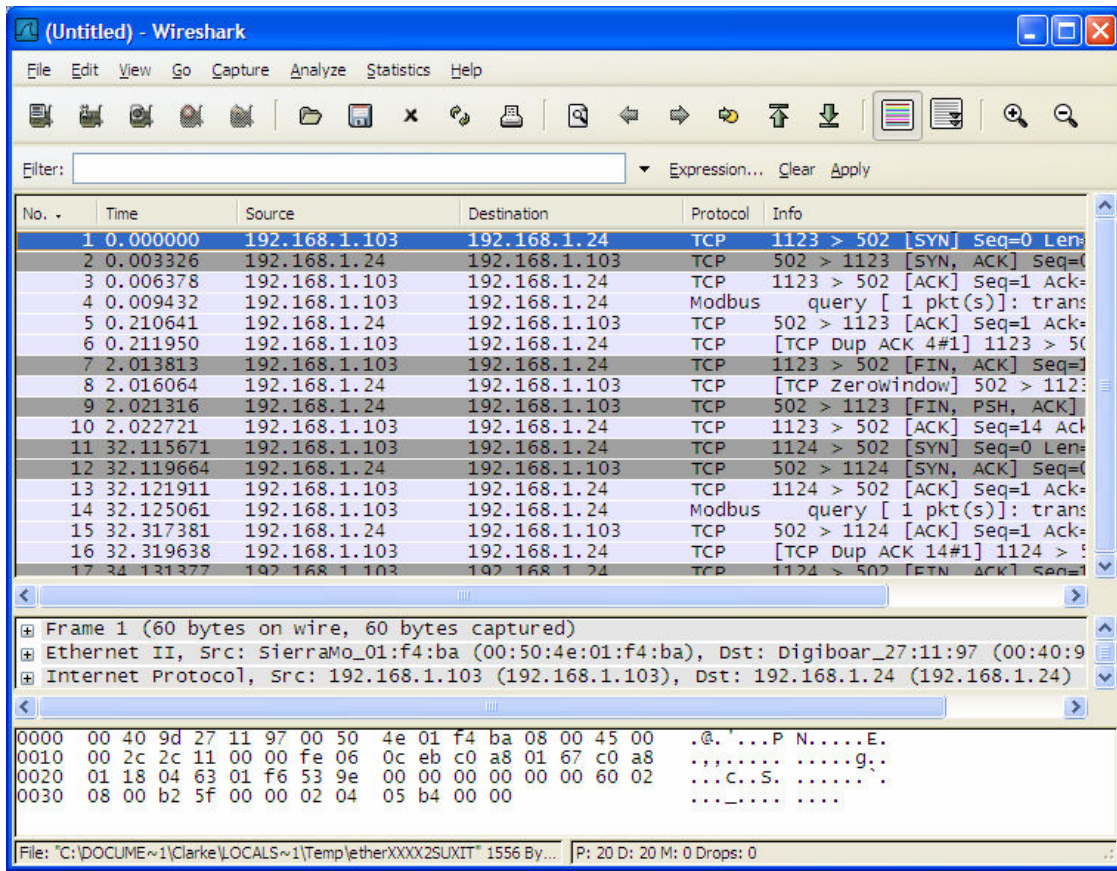 (Untitled) - Wireshark
File Edit View Go Capture Analyze Statistics Help
Filter: Expression... Clear Apply
No. Time Source Destination Protocol Info
1 0.000000 192.168.1.103 192.168.1.24 TCP 1123 > 502 [SYN] Seq=0 Len=
2 0.003326 192.168.1.24 192.168.1.103 TCP 502 > 1123 [SYN, ACK] Seq=0
3 0.006378 192.168.1.103 192.168.1.24 TCP 1123 > 502 [ACK] Seq=1 Ack=
4 0.009432 192.168.1.103 192.168.1.24 Modbus query [ 1 pkt(s)]: trans
5 0.210641 192.168.1.24 192.168.1.103 TCP 502 > 1123 [ACK] Seq=1 Ack=
6 0.211950 192.168.1.103 192.168.1.24 TCP [TCP Dup ACK 4#1] 1123 > 50
7 2.013813 192.168.1.103 192.168.1.24 TCP 1123 > 502 [FIN, ACK] Seq=1
8 2.016064 192.168.1.24 192.168.1.103 TCP [TCP ZeroWindow] 502 > 1123
9 2.021316 192.168.1.24 192.168.1.103 TCP 502 > 1123 [FIN, PSH, ACK]
10 2.022721 192.168.1.103 192.168.1.24 TCP 1123 > 502 [ACK] Seq=14 Ack
11 32.115671 192.168.1.103 192.168.1.24 TCP 1124 > 502 [SYN] Seq=0 Len=
12 32.119664 192.168.1.24 192.168.1.103 TCP 502 > 1124 [SYN, ACK] Seq=0
13 32.121911 192.168.1.103 192.168.1.24 TCP 1124 > 502 [ACK] Seq=1 Ack=
14 32.125061 192.168.1.103 192.168.1.24 Modbus query [ 1 pkt(s)]: trans
15 32.317381 192.168.1.24 192.168.1.103 TCP 502 > 1124 [ACK] Seq=1 Ack=
16 32.319638 192.168.1.103 192.168.1.24 TCP [TCP Dup ACK 14#1] 1124 > 5
17 34.131377 192.168.1.103 192.168.1.24 TCP 1124 > 502 [FIN, ACK] Seq=1
Frame 1 (60 bytes on wire, 60 bytes captured)
Ethernet II, Src: SierraMo_01:f4:ba (00:50:4e:01:f4:ba), Dst: Digiboar_27:11:97 (00:40:9
Internet Protocol, Src: 192.168.1.103 (192.168.1.103), Dst: 192.168.1.24 (192.168.1.24)
0000 00 40 9d 27 11 97 00 50 4e 01 f4 ba 08 00 45 00 .@.'...P N.....E.
0010 00 2c 2c 11 00 00 fe 06 0c eb c0 a8 01 67 c0 a8 .,,..... .....g..
0020 01 18 04 63 01 f6 53 9e 00 00 00 00 00 00 60 02 ...c..S. ......`.
0030 08 00 b2 5f 00 00 02 04 05 b4 00 00 ..._.... ....
File: "C:\DOCUME~1\Clarke\LOCALS~1\Temp\etherXXXX2SUXIT" 1556 By... P: 20 D: 20 M: 0 Drops: 0